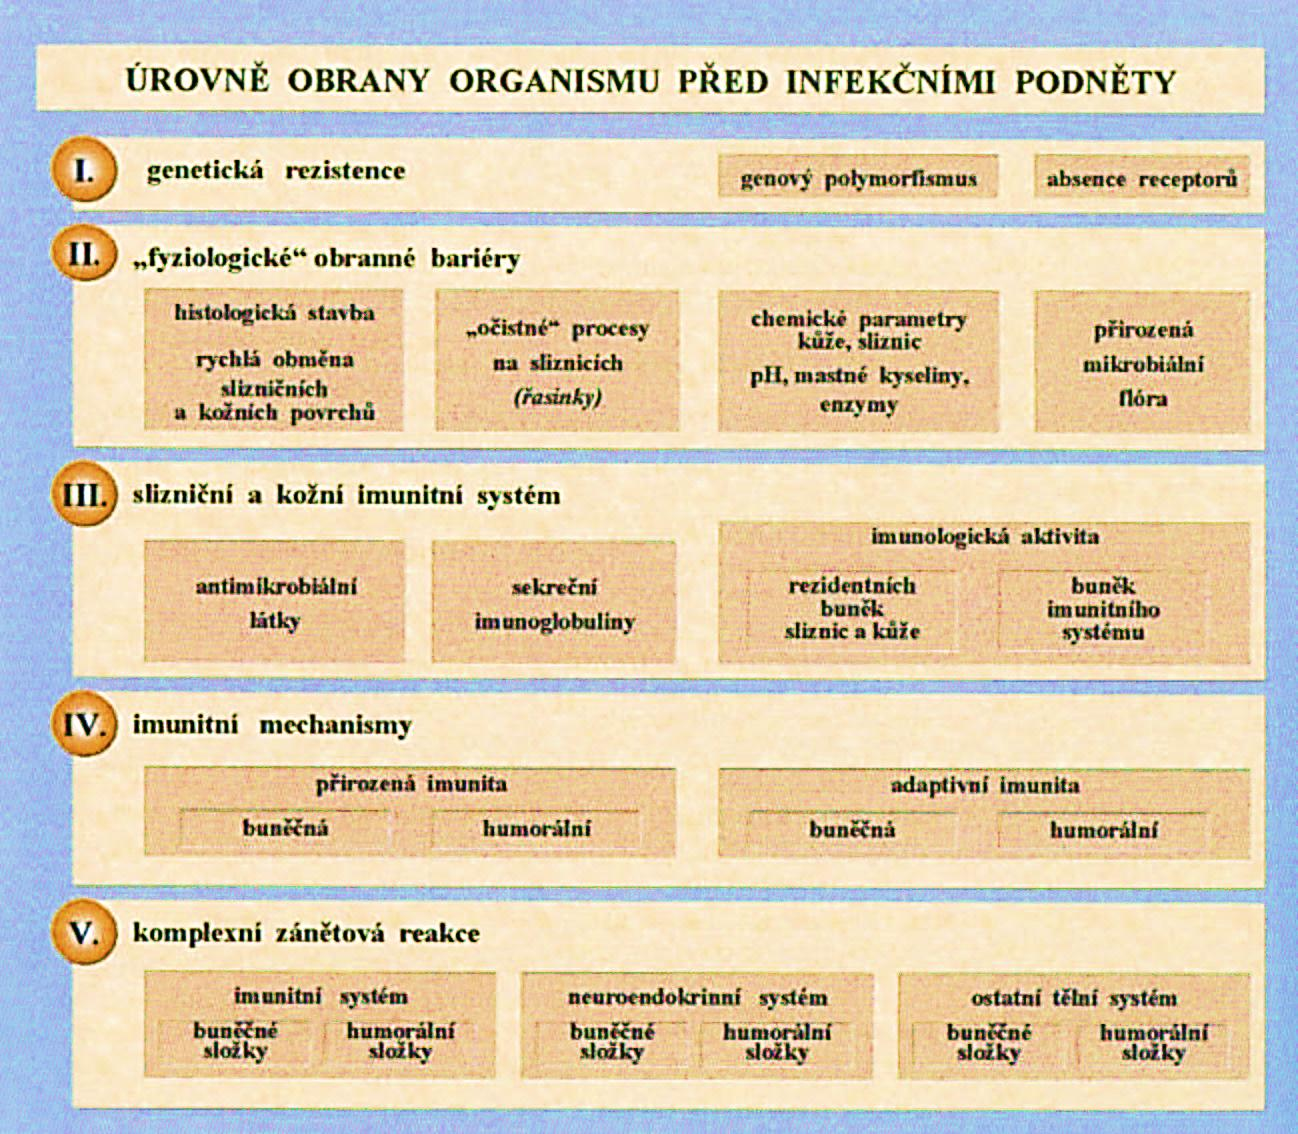 ÚROVNĚ OBRANY ORGANISMU PŘED INFEKČNÍMI PODNĚTY
I. genetická rezistence
genový polymorfismus
absence receptorů
II. „fyziologické“ obranné bariéry
histologická stavba
rychlá obměna
slizničních
a kožních povrchů
„očistné“ procesy
na sliznicích
(řasinky)
chemické parametry
kůže, sliznic
pH, mastné kyseliny,
enzymy
přirozená
mikrobiální
flóra
III. slizniční a kožní imunitní systém
antimikrobiální
látky
sekreční
imunoglobuliny
imunologická aktivita
rezidentních
buněk
sliznic a kůže
buněk
imunitního
systému
IV. imunitní mechanismy
přirozená imunita
buněčná
humorální
adaptivní imunita
buněčná
humorální
V. komplexní zánětová reakce
imunitní systém
buněčné
složky
humorální
složky
neuroendokrinní systém
buněčné
složky
humorální
složky
ostatní tělní systém
buněčné
složky
humorální
složky